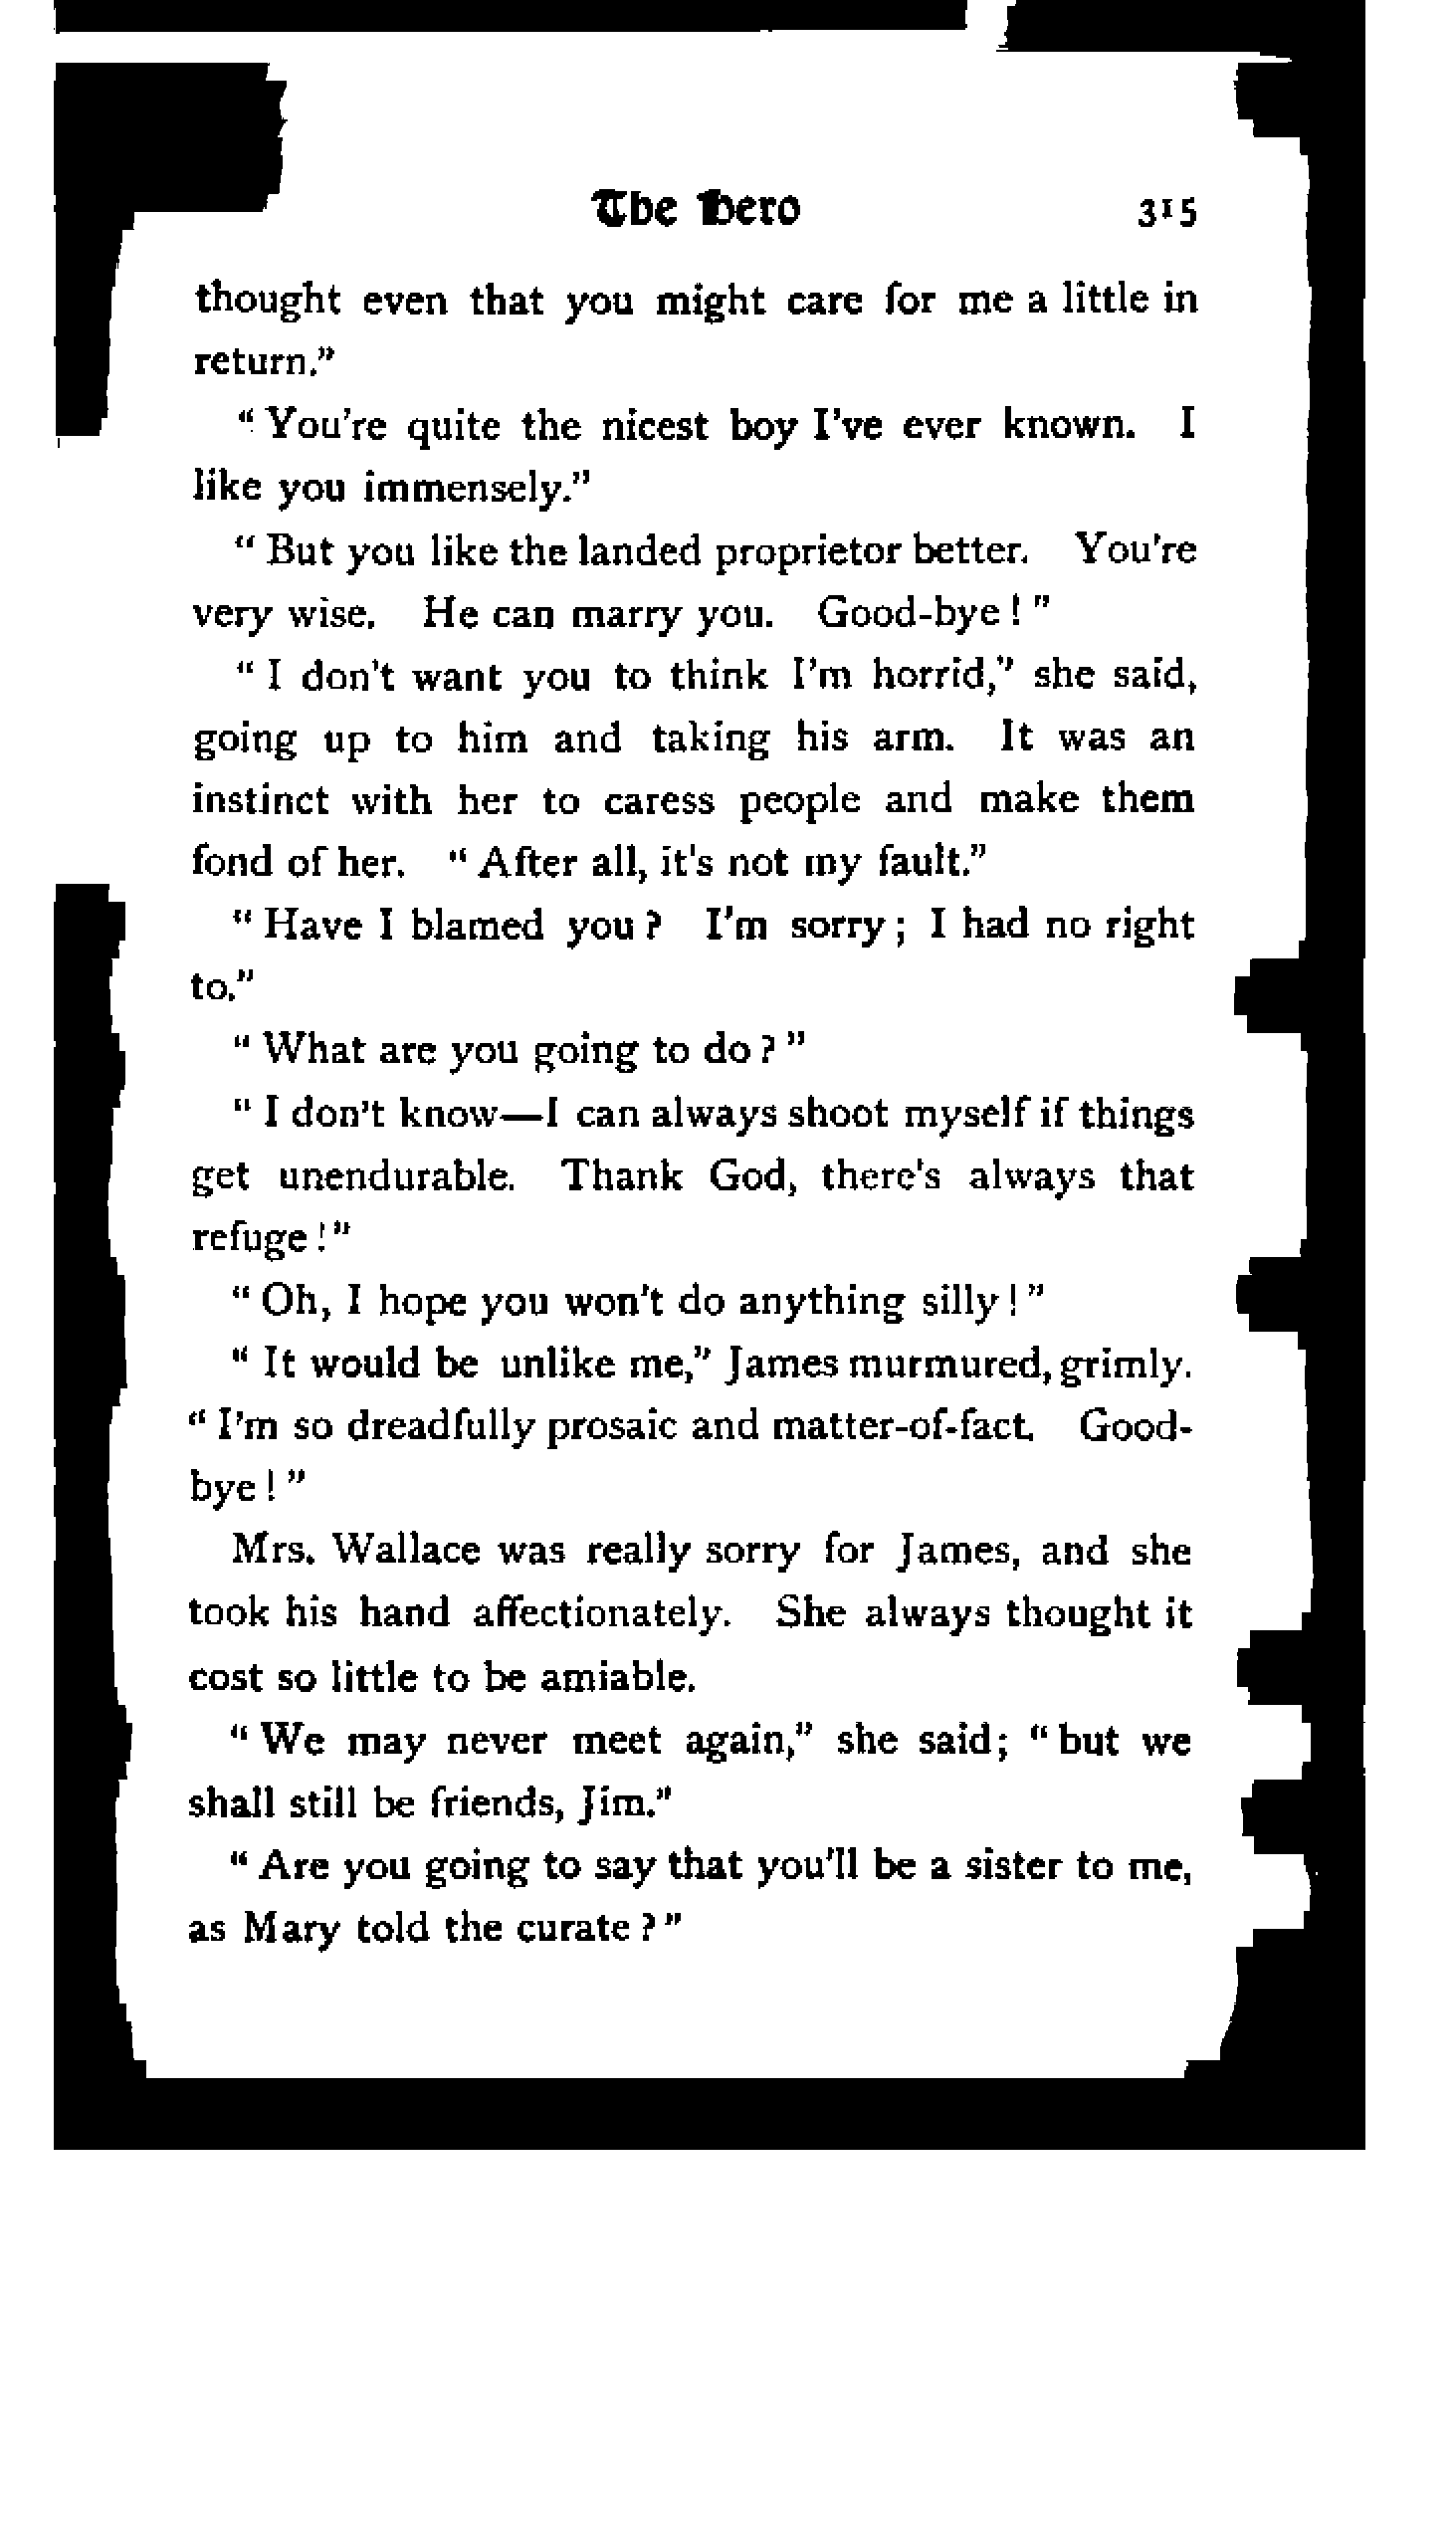 The Hero 315
thought even that you might care for me a little in
return."
"You're quite the nicest boy I've ever known. I
like you immensely."
"But you like the landed proprietor better. You're
very wise. He can marry you. Good-bye!"
"I don't want you to think I'm horrid," she said,
going up to him and taking his arm. It was an
instinct with her to caress people and make them
fond of her. "After all, it's not my fault."
"Have I blamed you? I'm sorry; I had no right
to."
"What are you going to do?"
"I don't know—I can always shoot myself if things
get unendurable. Thank God, there's always that
refuge!"
"Oh, I hope you won't do anything silly!"
"It would be unlike me," James murmured, grimly.
"I'm so dreadfully prosaic and matter-of-fact. Good-
bye!"
Mrs. Wallace was really sorry for James, and she
took his hand affectionately. She always thought it
cost so little to be amiable.
"We may never meet again," she said; "but we
shall still be friends, Jim."
"Are you going to say that you'll be a sister to me,
as Mary told the curate?"